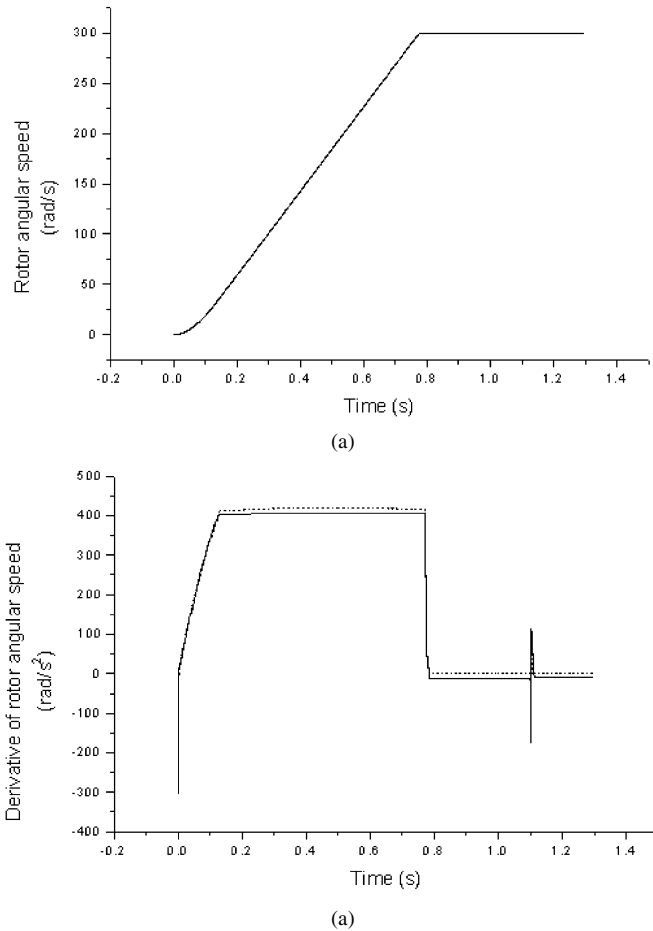 300
250
200
150
100
50
0
Rotor angular speed
(rad/s)
-0.2 0.0 0.2 0.4 0.6 0.8 1.0 1.2 1.4
Time (s)
(a)
500
400
300
200
100
0
-100
-200
-300
-400
Derivative of rotor angular speed
(rad/s²)
-0.2 0.0 0.2 0.4 0.6 0.8 1.0 1.2 1.4
Time (s)
(a)